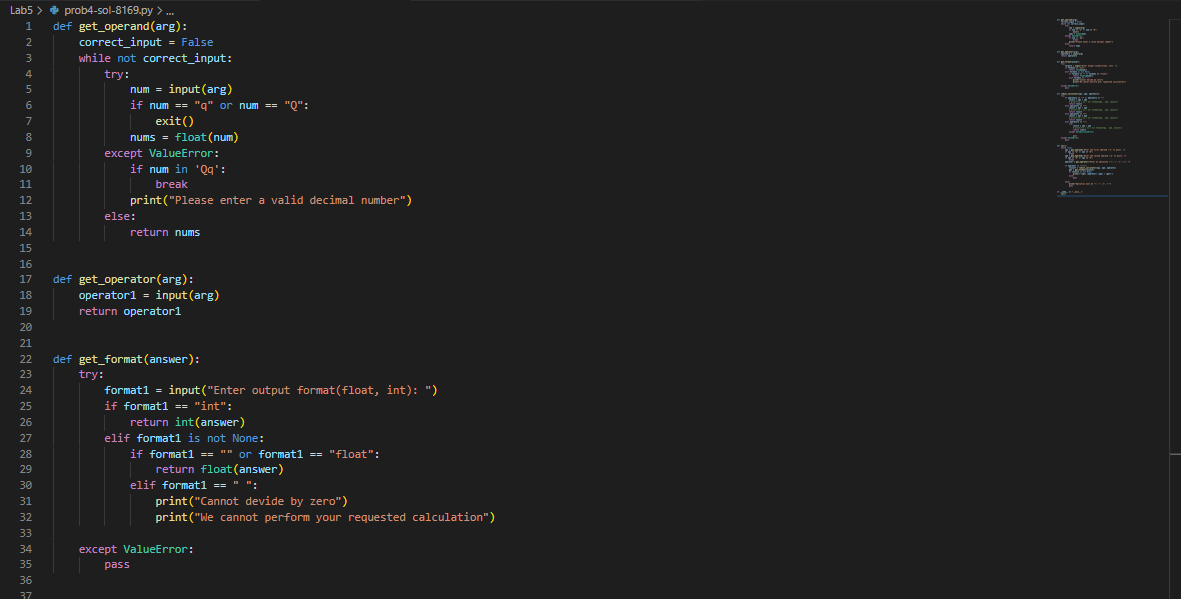 Lab5 > prob4-sol-8169.py > ...
1 def get_operand(arg):
2     correct_input = False
3     while not correct_input:
4         try:
5             num = input(arg)
6             if num == "q" or num == "Q":
7                 exit()
8             nums = float(num)
9         except ValueError:
10             if num in 'Qq':
11                 break
12             print("Please enter a valid decimal number")
13         else:
14             return nums
15
16
17 def get_operator(arg):
18     operator1 = input(arg)
19     return operator1
20
21
22 def get_format(answer):
23     try:
24         format1 = input("Enter output format(float, int): ")
25         if format1 == "int":
26             return int(answer)
27         elif format1 is not None:
28             if format1 == "" or format1 == "float":
29                 return float(answer)
30             elif format1 == " ":
31                 print("Cannot devide by zero")
32                 print("We cannot perform your requested calculation")
33
34     except ValueError:
35         pass
36
37